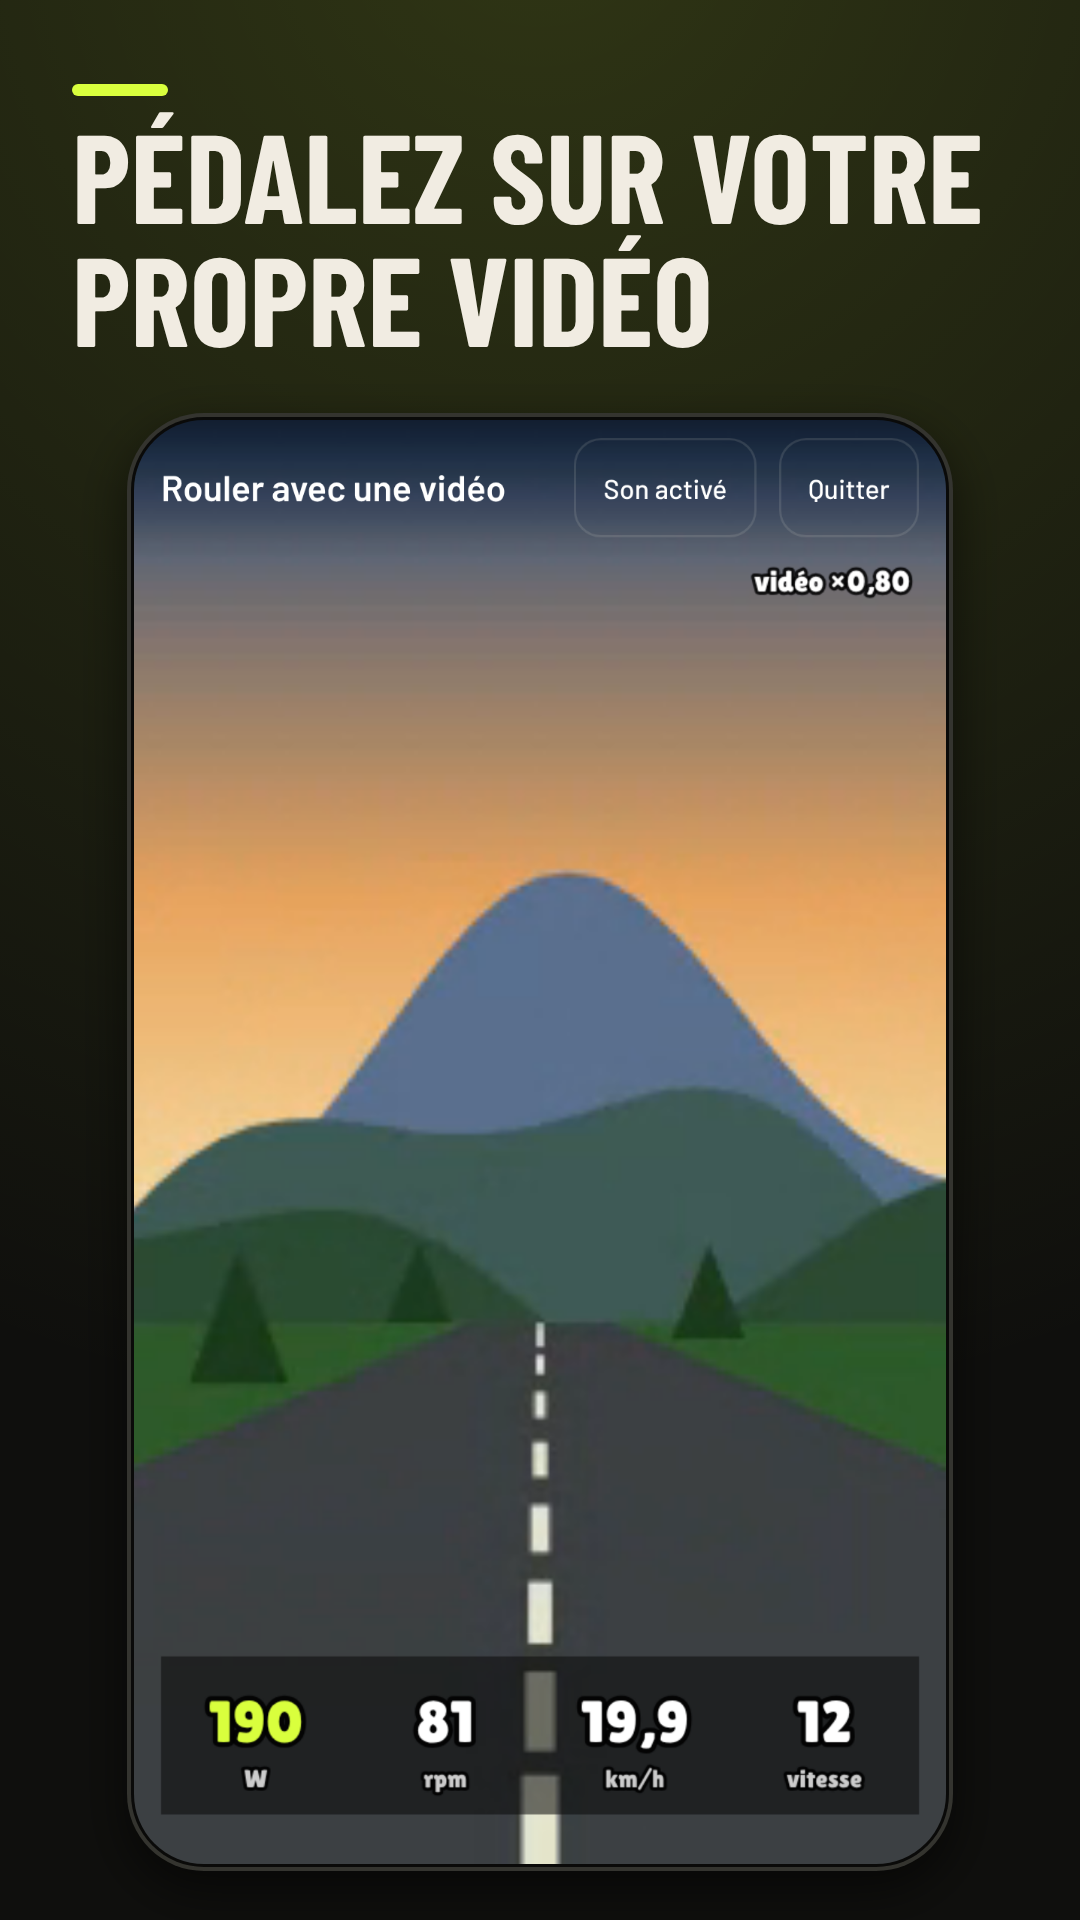 PÉDALEZ SUR VOTRE
PROPRE VIDÉO
Rouler avec une vidéo
Son activé
Quitter
vidéo ×0,80
190
81
19,9
12
W
rpm
km/h
vitesse